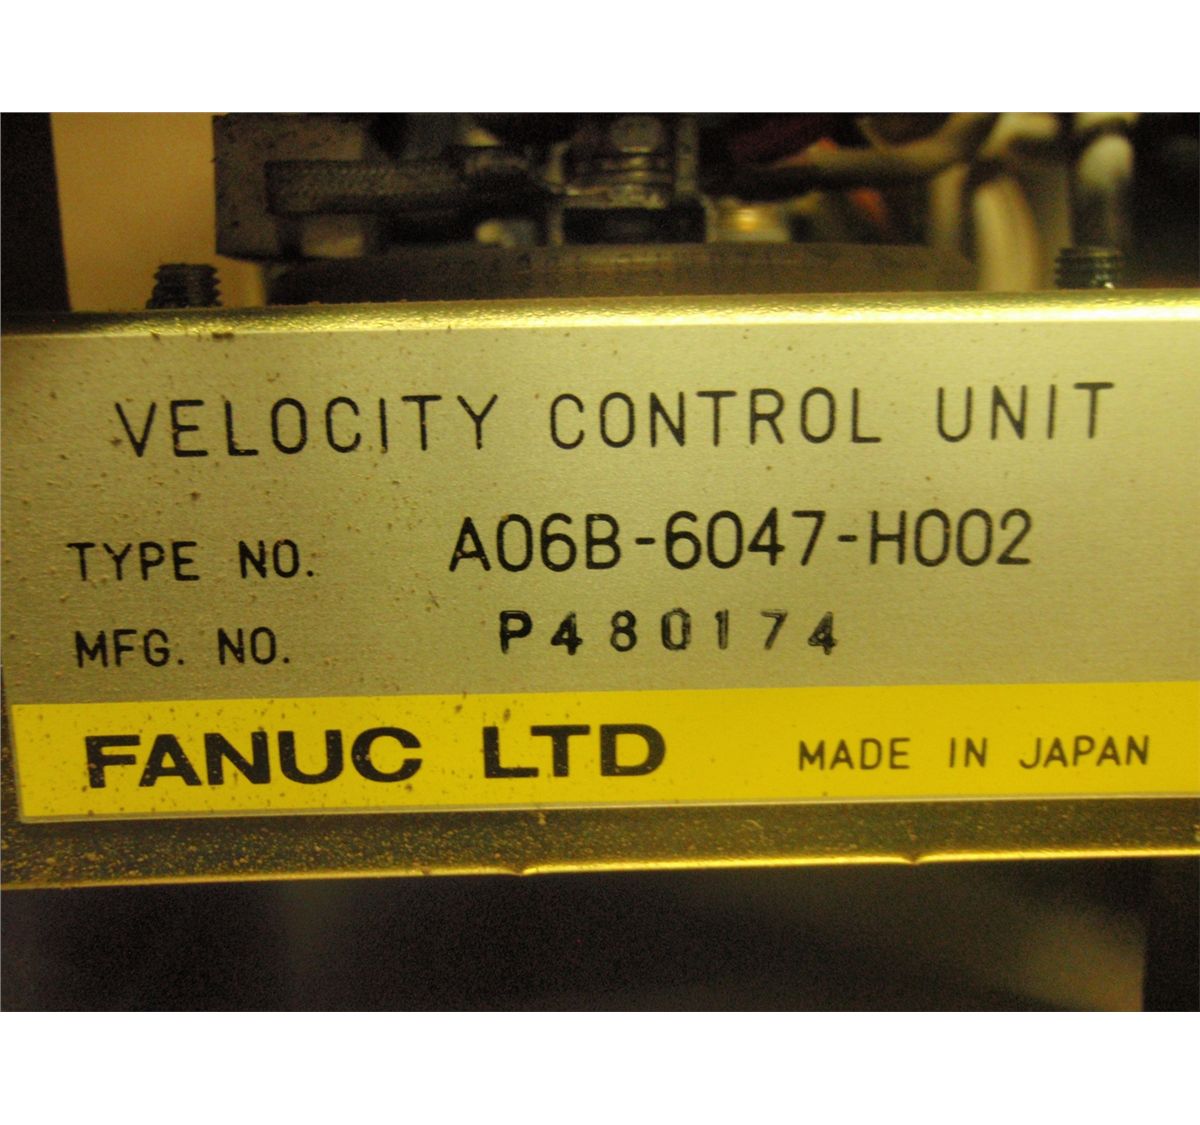 VELOCITY CONTROL UNIT
TYPE NO. A06B-6047-H002
MFG. NO. P480174
FANUC LTD MADE IN JAPAN